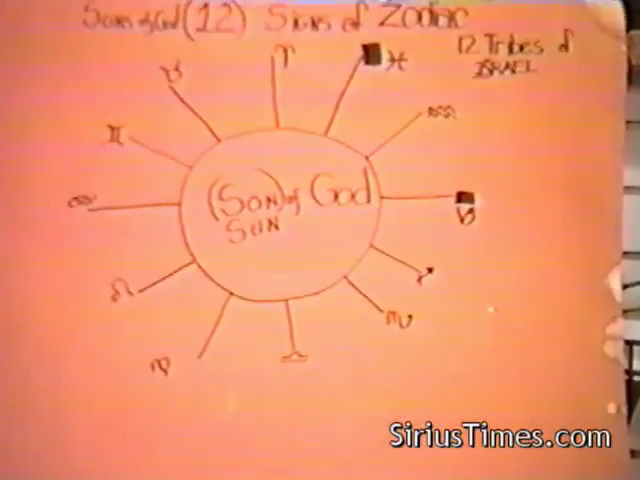 Sons of God (12) Signs of Zodiac
12 Tribes of
ISRAEL
♈
♉
♓
♊
♒
(Son) of God
SUN
♑
♐
♌
♏
♎
♍
SiriusTimes.com